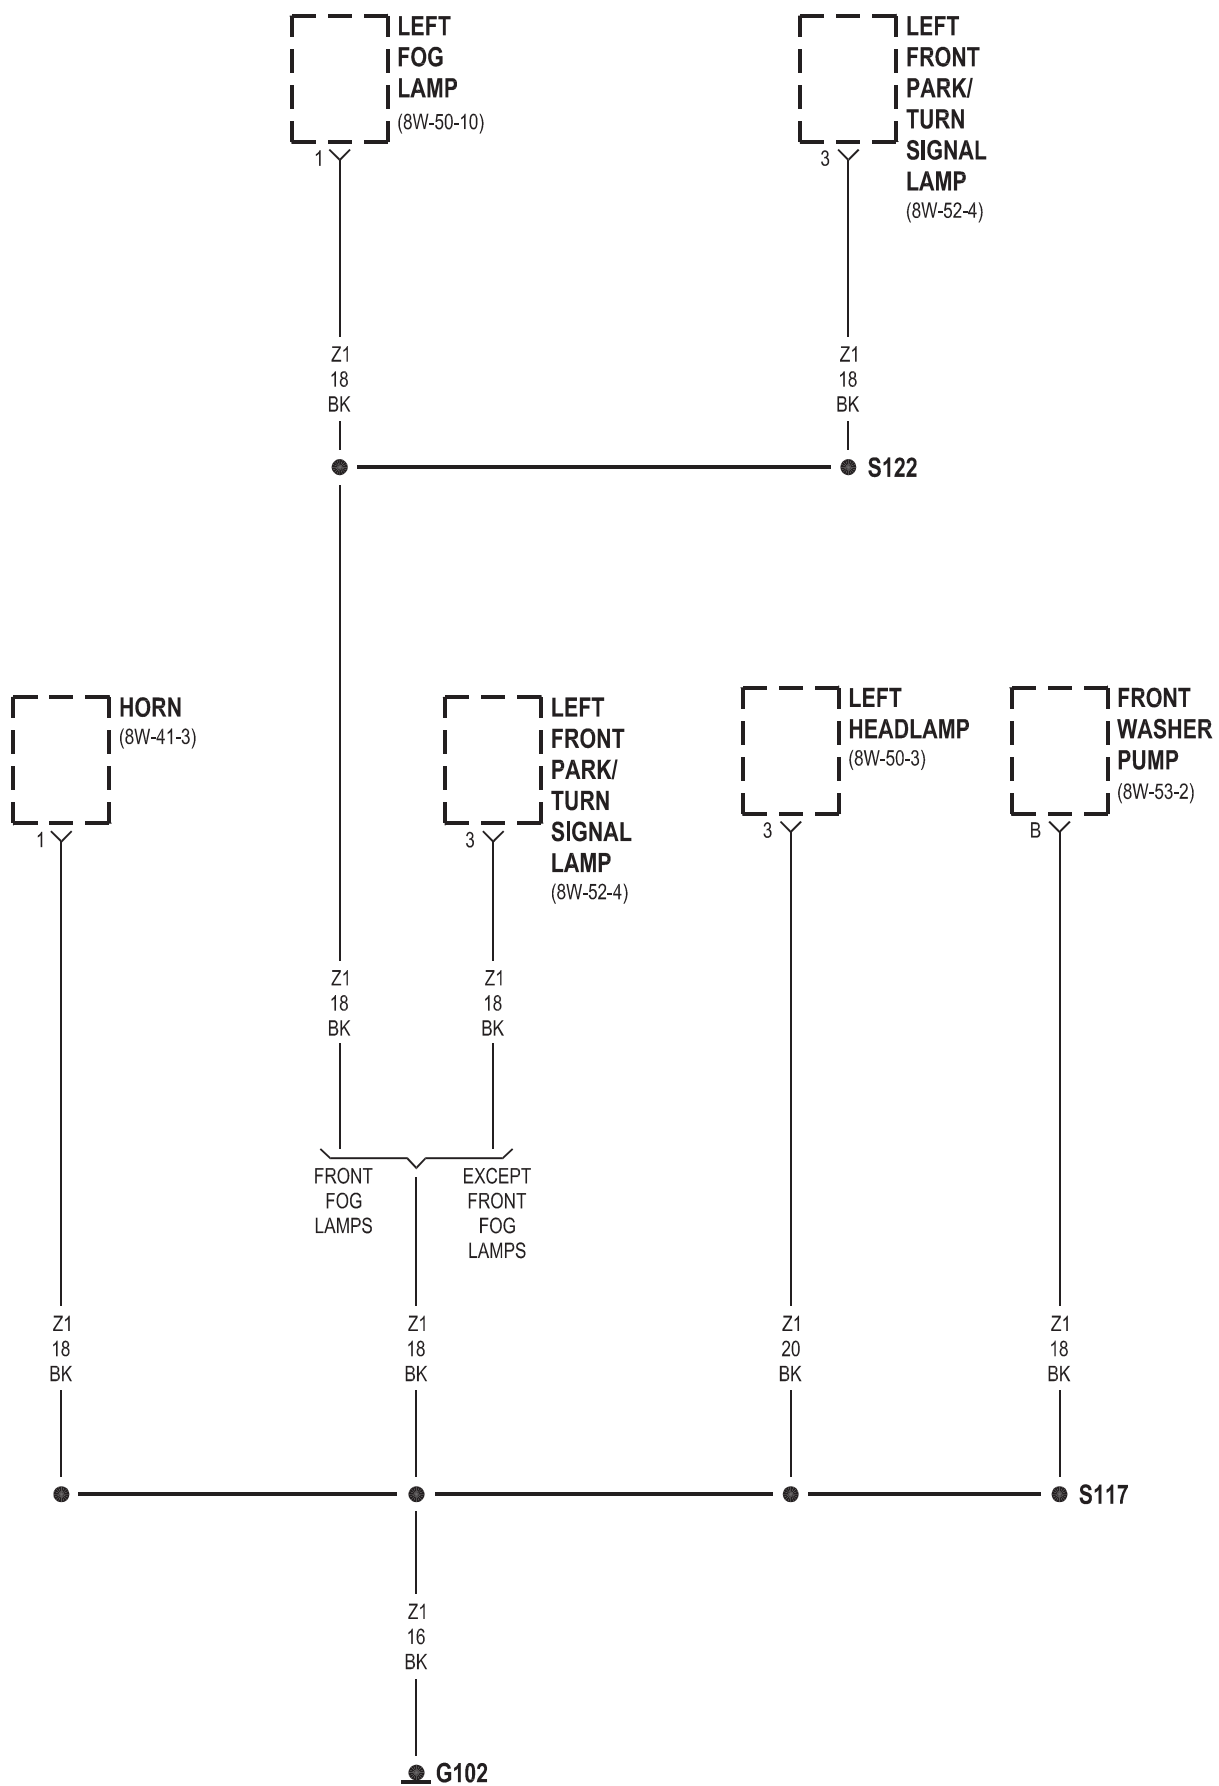 LEFT
FOG
LAMP
(8W-50-10)
1
LEFT
FRONT
PARK/
TURN
SIGNAL
LAMP
(8W-52-4)
3
Z1
18
BK
Z1
18
BK
S122
HORN
(8W-41-3)
1
LEFT
FRONT
PARK/
TURN
SIGNAL
LAMP
(8W-52-4)
3
LEFT
HEADLAMP
(8W-50-3)
3
FRONT
WASHER
PUMP
(8W-53-2)
B
Z1
18
BK
Z1
18
BK
FRONT
FOG
LAMPS
EXCEPT
FRONT
FOG
LAMPS
Z1
18
BK
Z1
18
BK
Z1
20
BK
Z1
18
BK
S117
Z1
16
BK
G102